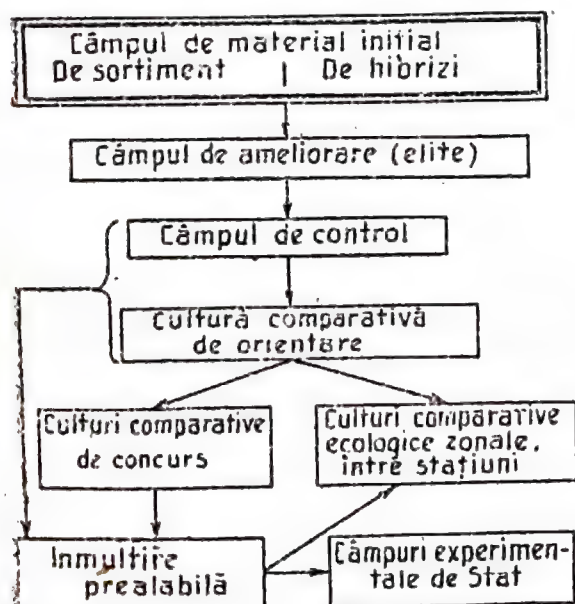 Câmpul de material inițial
De sortiment | De hibrizi
Câmpul de ameliorare (elite)
Câmpul de control
Cultură comparativă
de orientare
Culturi comparative
de concurs
Culturi comparative
ecologice zonale,
între stațiuni
Inmulțire
prealabilă
Câmpuri experimen-
tale de Stat